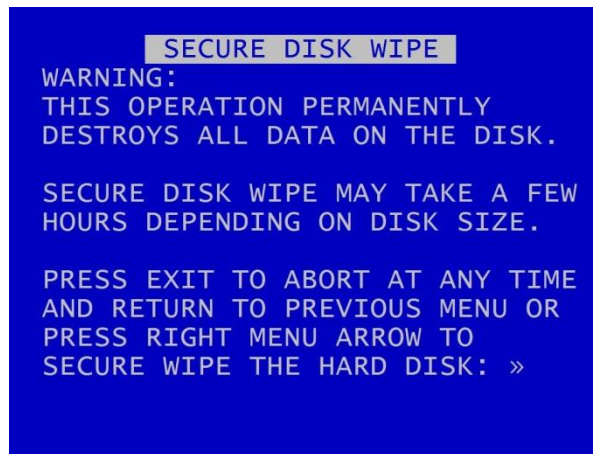 SECURE DISK WIPE
WARNING:
THIS OPERATION PERMANENTLY
DESTROYS ALL DATA ON THE DISK.
SECURE DISK WIPE MAY TAKE A FEW
HOURS DEPENDING ON DISK SIZE.
PRESS EXIT TO ABORT AT ANY TIME
AND RETURN TO PREVIOUS MENU OR
PRESS RIGHT MENU ARROW TO
SECURE WIPE THE HARD DISK: »